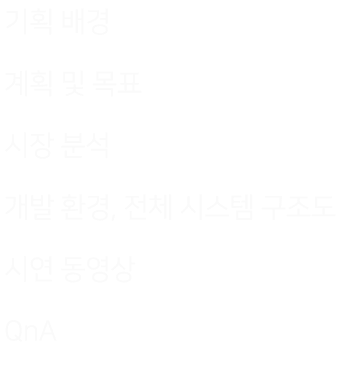 기획 배경
계획 및 목표
시장 분석
개발 환경, 전체 시스템 구조도
시연 동영상
QnA